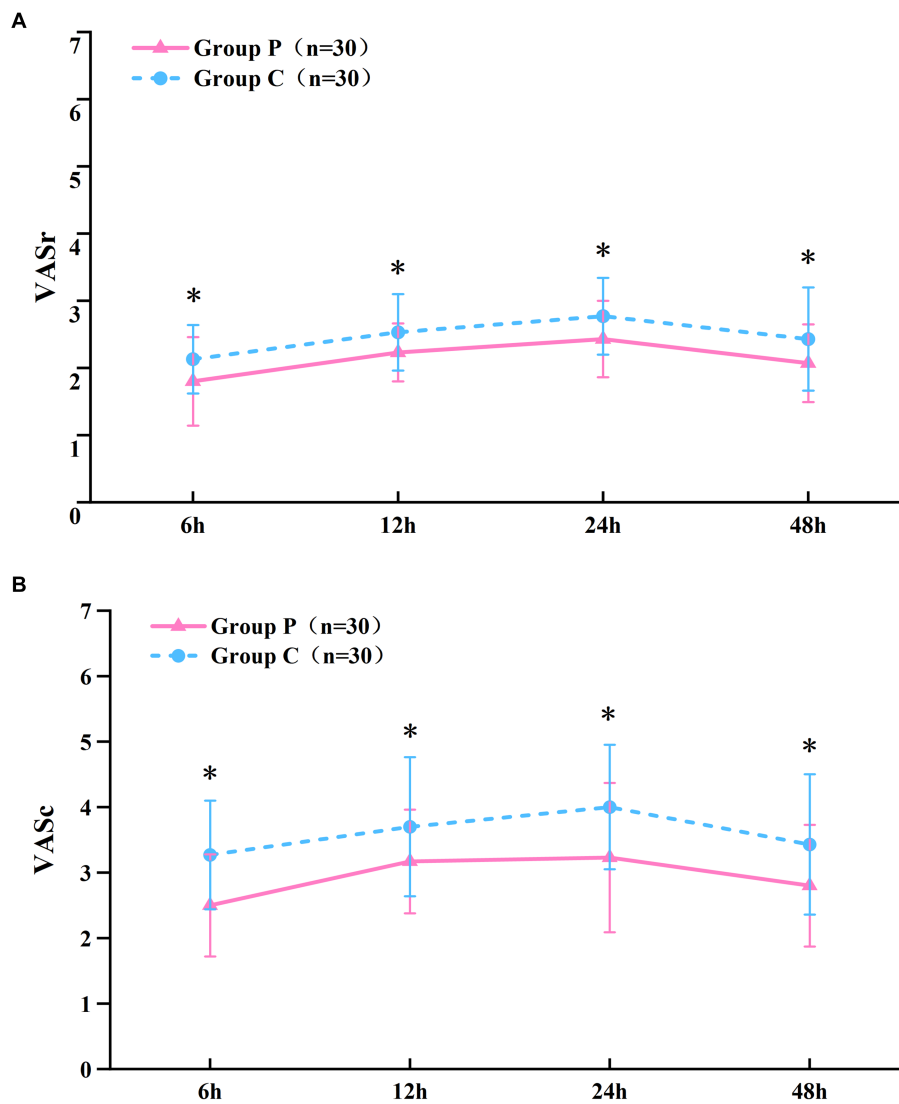 A
7
6
5
4
3
2
1
0
VASr
Group P（n=30）
Group C（n=30）
*
*
*
*
6h
12h
24h
48h
B
7
6
5
4
3
2
1
0
VASc
Group P（n=30）
Group C（n=30）
*
*
*
*
6h
12h
24h
48h